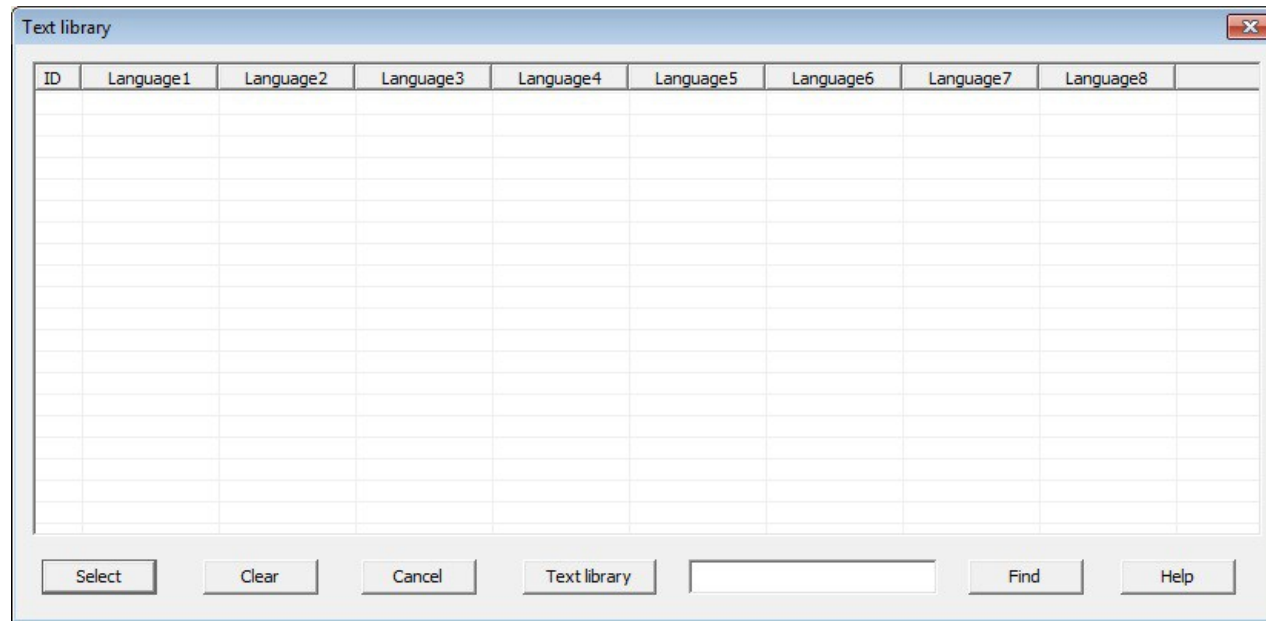 Text library
ID Language1 Language2 Language3 Language4 Language5 Language6 Language7 Language8
Select Clear Cancel Text library Find Help